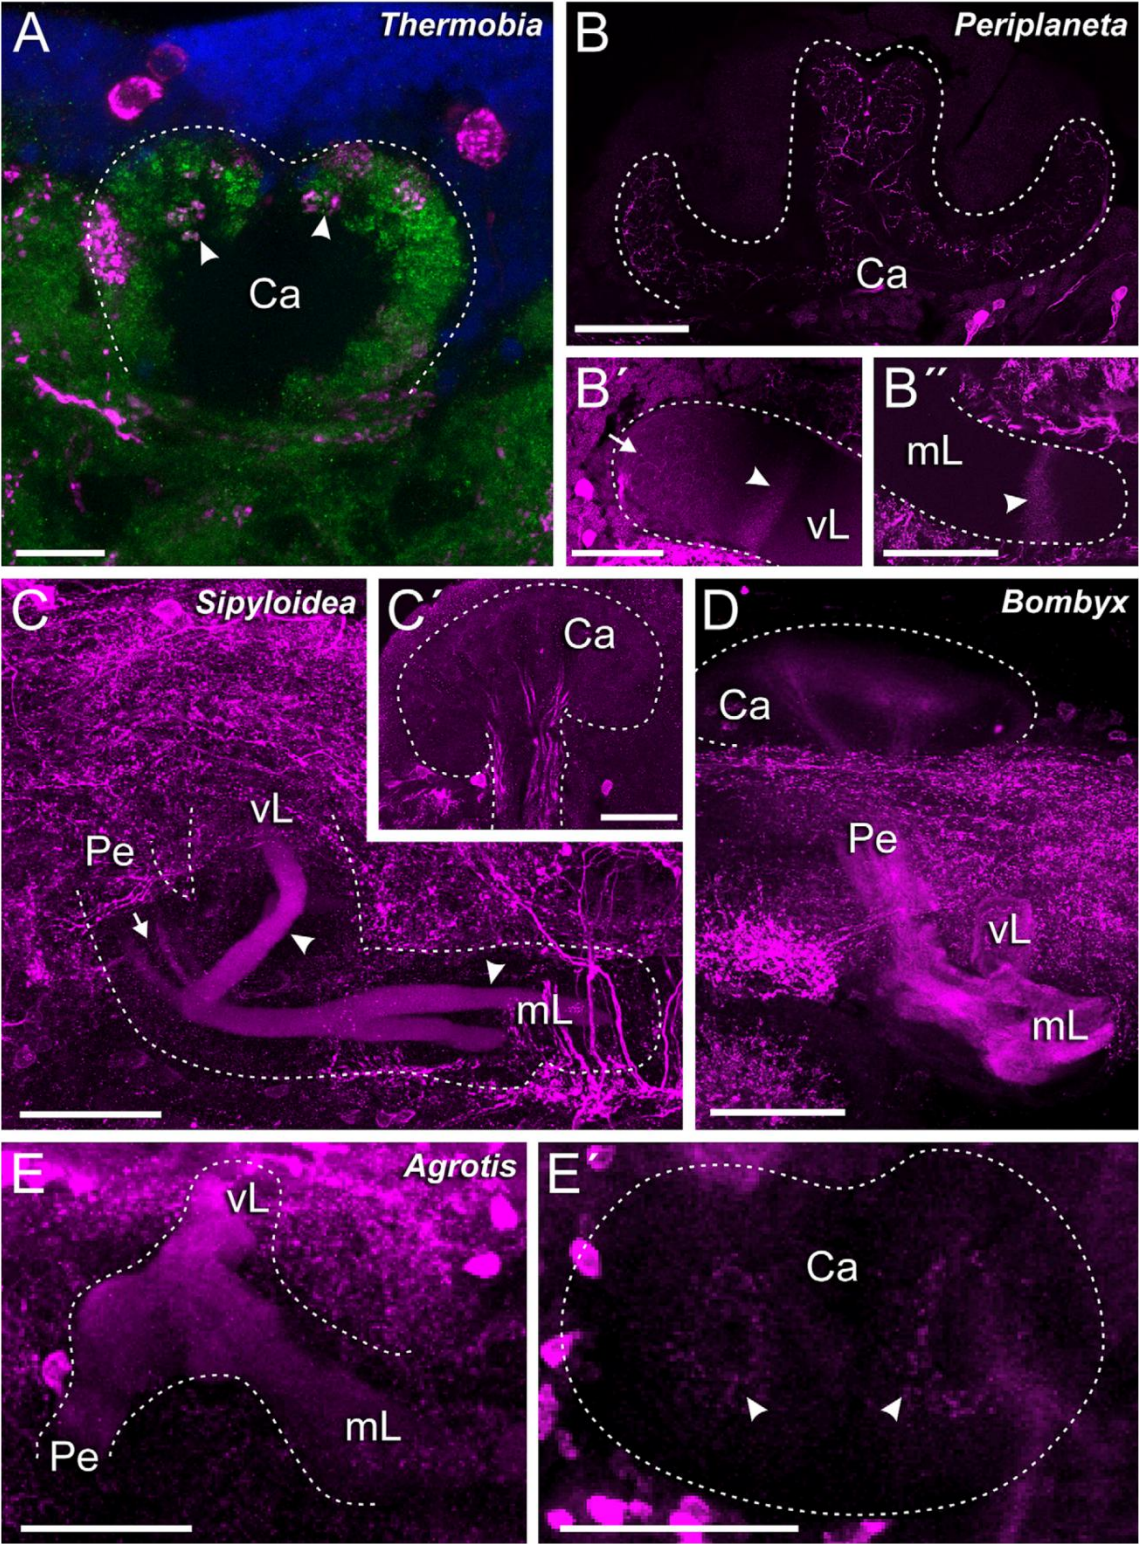 A Thermobia
Ca
B Periplaneta
Ca
B´
vL
B´´
mL
C Sipyloidea
vL
Pe
mL
C´
Ca
D Bombyx
Ca
Pe
vL
mL
E Agrotis
vL
mL
Pe
E´
Ca